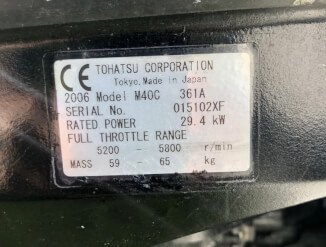 CE TOHATSU CORPORATION
Tokyo, Made in Japan
2006 Model M40C 361A
SERIAL No. 015102XF
RATED POWER 29.4 kW
FULL THROTTLE RANGE
5200 - 5800 r/min
MASS 59 - 65 kg